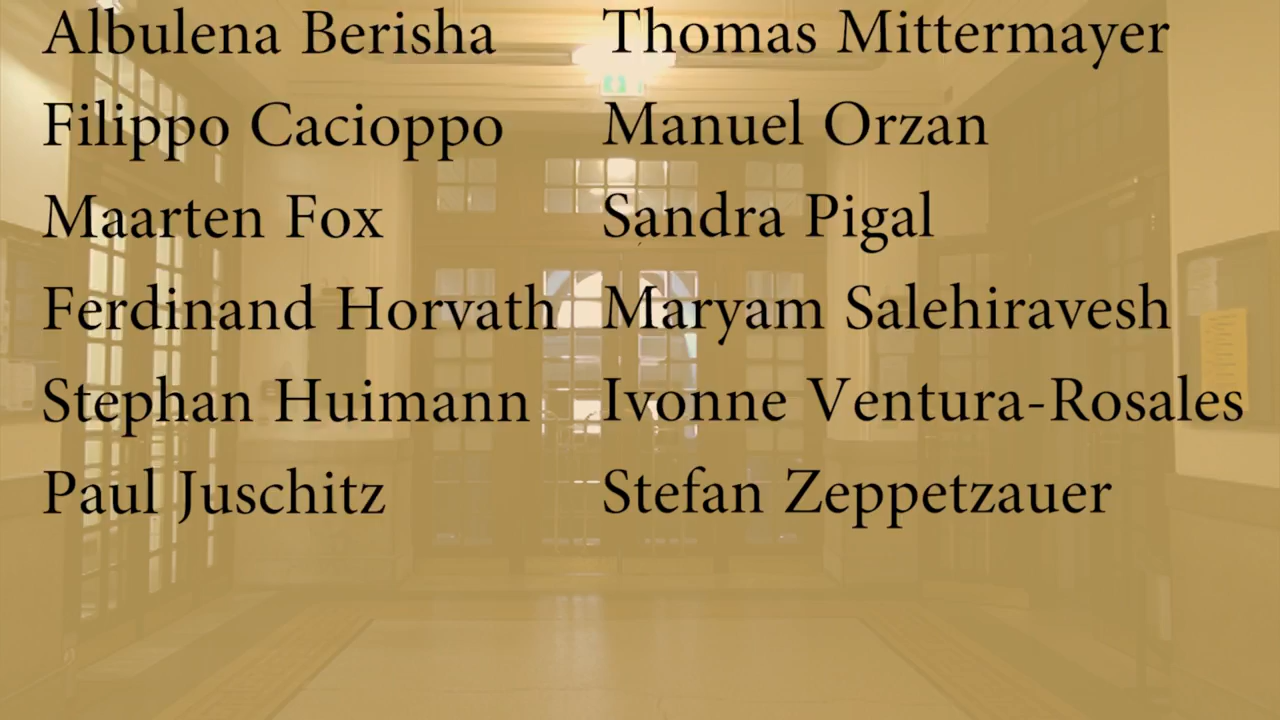 Albulena Berisha
Filippo Cacioppo
Maarten Fox
Ferdinand Horvath
Stephan Huimann
Paul Juschitz
Thomas Mittermayer
Manuel Orzan
Sandra Pigal
Maryam Salehiravesh
Ivonne Ventura-Rosales
Stefan Zeppetzauer